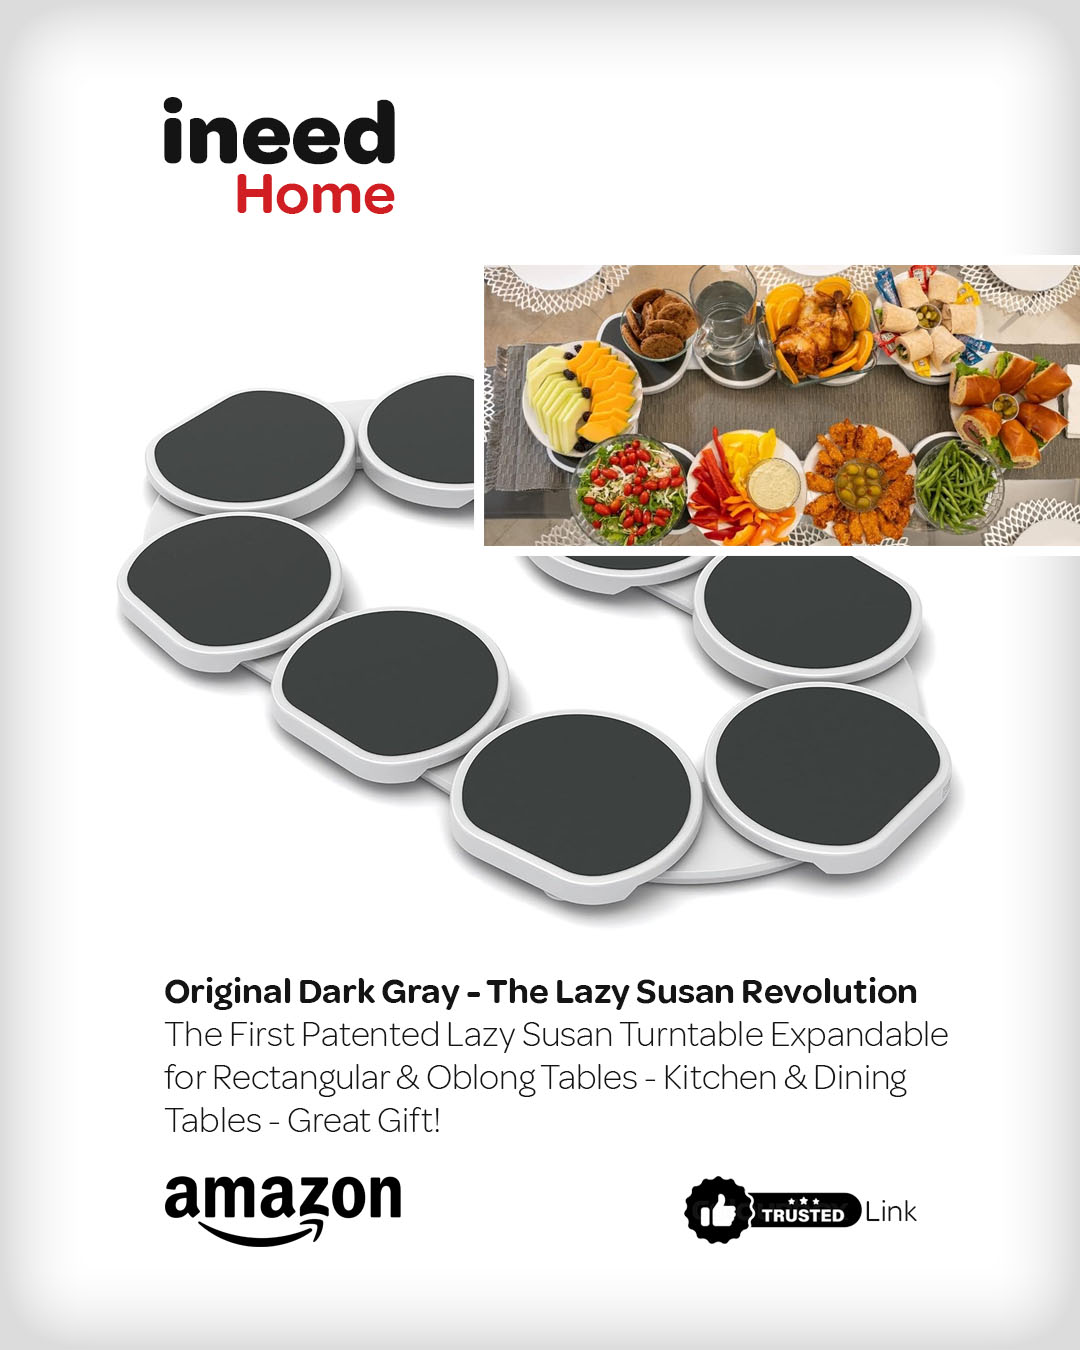 ineed
Home
Original Dark Gray - The Lazy Susan Revolution
The First Patented Lazy Susan Turntable Expandable
for Rectangular & Oblong Tables - Kitchen & Dining
Tables - Great Gift!
amazon
TRUSTED Link